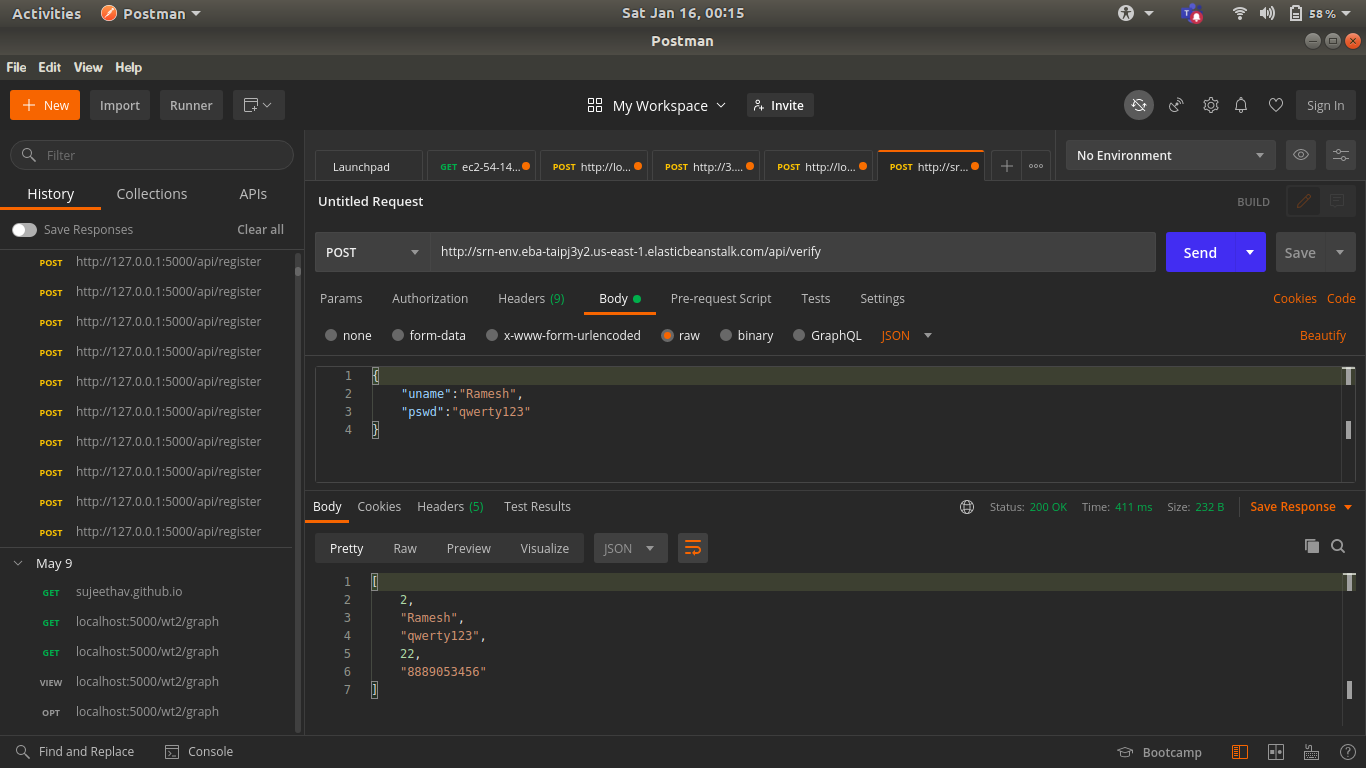 Activities Postman Sat Jan 16, 00:15 58 %
Postman
File Edit View Help
New Import Runner My Workspace Invite Sign In
Filter
History Collections APIs
Save Responses Clear all
POST http://127.0.0.1:5000/api/register
POST http://127.0.0.1:5000/api/register
POST http://127.0.0.1:5000/api/register
POST http://127.0.0.1:5000/api/register
POST http://127.0.0.1:5000/api/register
POST http://127.0.0.1:5000/api/register
POST http://127.0.0.1:5000/api/register
POST http://127.0.0.1:5000/api/register
POST http://127.0.0.1:5000/api/register
POST http://127.0.0.1:5000/api/register
May 9
GET sujeethav.github.io
GET localhost:5000/wt2/graph
GET localhost:5000/wt2/graph
VIEW localhost:5000/wt2/graph
OPT localhost:5000/wt2/graph
Launchpad GET ec2-54-14... POST http://lo... POST http://3.... POST http://lo... POST http://sr... No Environment
Untitled Request BUILD
POST http://srn-env.eba-taipj3y2.us-east-1.elasticbeanstalk.com/api/verify Send Save
Params Authorization Headers (9) Body Pre-request Script Tests Settings Cookies Code
none form-data x-www-form-urlencoded raw binary GraphQL JSON Beautify
1 {
2 "uname":"Ramesh",
3 "pswd":"qwerty123"
4 }
Body Cookies Headers (5) Test Results Status: 200 OK Time: 411 ms Size: 232 B Save Response
Pretty Raw Preview Visualize JSON
1 [
2 2,
3 "Ramesh",
4 "qwerty123",
5 22,
6 "8889053456"
7 ]
Find and Replace Console Bootcamp